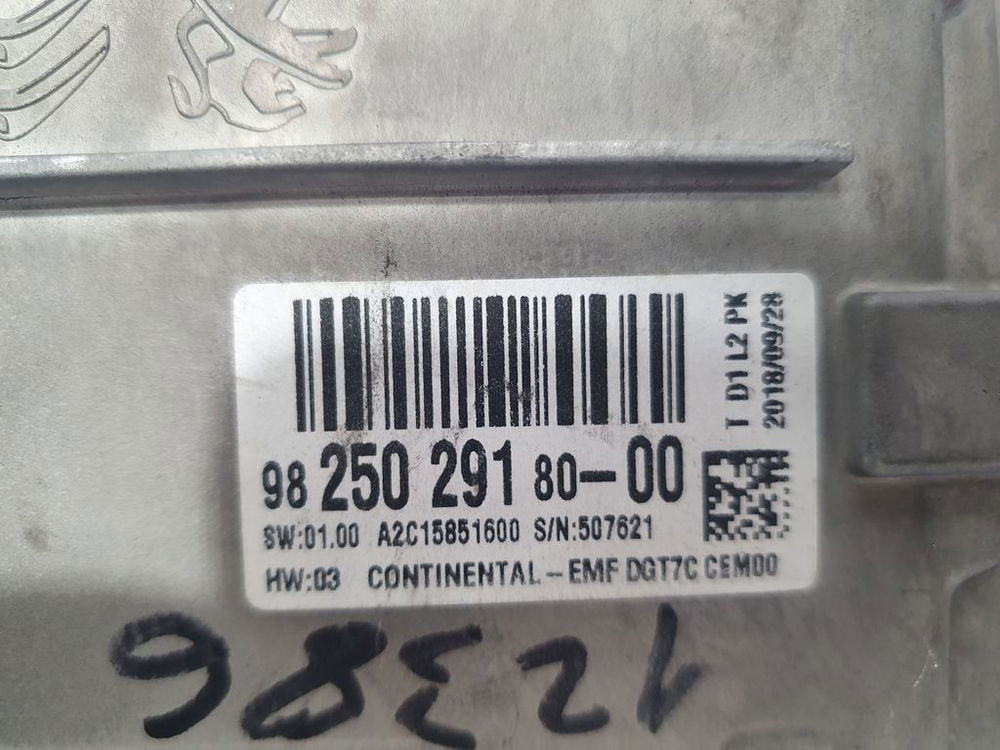 98 250 291 80-00
SW:01.00 A2C15851600 S/N:507621
HW:03 CONTINENTAL-EMF DGT7C CEM00
T D1 L2 PK
2018/09/28